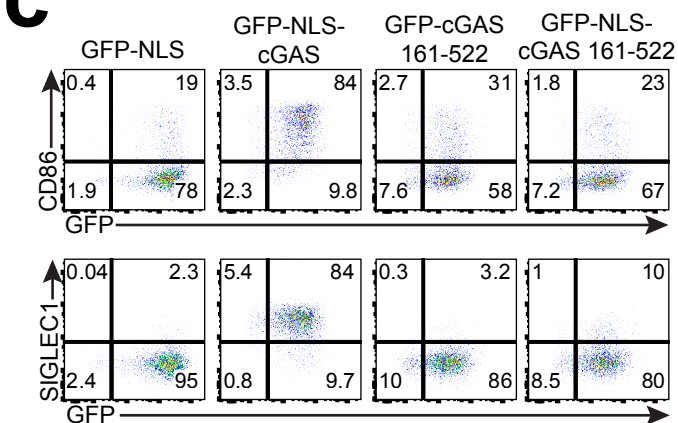 c
GFP-NLS
GFP-NLS-
cGAS
GFP-cGAS
161-522
GFP-NLS-
cGAS 161-522
CD86
0.4 19
1.9 78
3.5 84
2.3 9.8
2.7 31
7.6 58
1.8 23
7.2 67
GFP
SIGLEC1
0.04 2.3
2.4 95
5.4 84
0.8 9.7
0.3 3.2
10 86
1 10
8.5 80
GFP